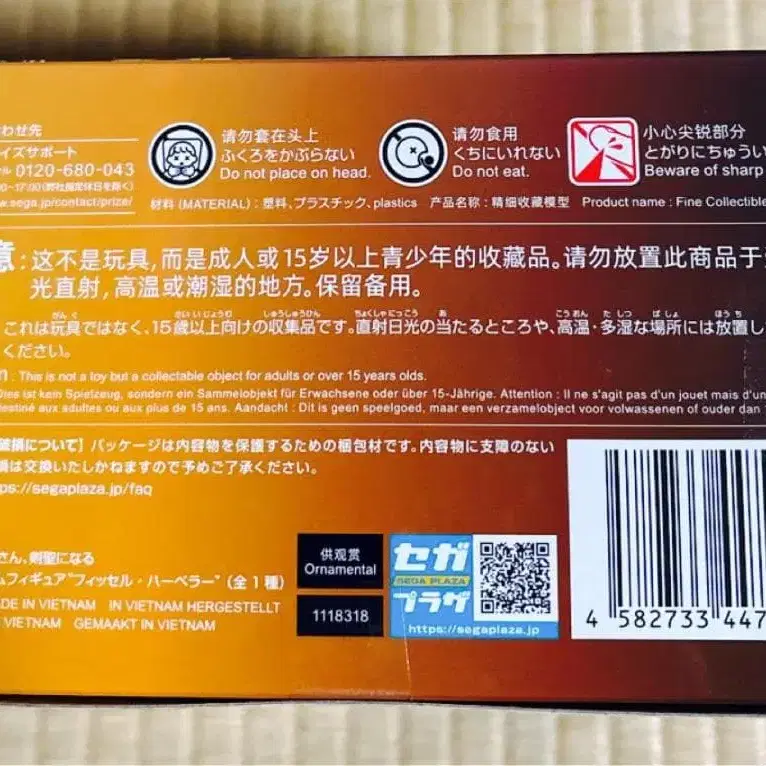 わせ先
イズサポート
ル 0120-680-043
0-17:00(弊社指定休日を除く)
w.sega.jp/contact/prize/
请勿套在头上
ふくろをかぶらない
Do not place on head.
请勿食用
くちにいれない
Do not eat.
小心尖锐部分
とがりにちゅうい
Beware of sharp
材料 (MATERIAL) : 塑料、プラスチック、plastics 产品名称 : 精细收藏模型 Product name : Fine Collectible
意 : 这不是玩具,而是成人或15岁以上青少年的收藏品。请勿放置此商品于
光直射,高温或潮湿的地方。保留备用。
これは玩具ではなく、15歳以上向けの収集品です。直射日光の当たるところや、高温・多湿な場所には放置し
ください。
n : This is not a toy but a collectable object for adults or over 15 years olds.
Dies ist kein Spielzeug, sondern ein Sammelobjekt für Erwachsene oder über 15-Jährige. Attention : Il ne s'agit pas d'un jouet mais d'un
destiné aux adultes ou aux plus de 15 ans. Aandacht : Dit is geen speelgoed, maar een verzamelobject voor volwassenen of ouder dan
破損について】パッケージは内容物を保護するための梱包材です。内容物に支障のない
損は交換いたしかねますので予めご了承ください。
ps://segaplaza.jp/faq
さん、剣聖になる
ムフィギュア"フィッセル・ハーベラー" (全1種)
DE IN VIETNAM IN VIETNAM HERGESTELLT
VIETNAM GEMAAKT IN VIETNAM
供观赏
Ornamental
1118318
セガ
SEGA PLAZA
プラザ
https://segaplaza.jp
4 582733 447